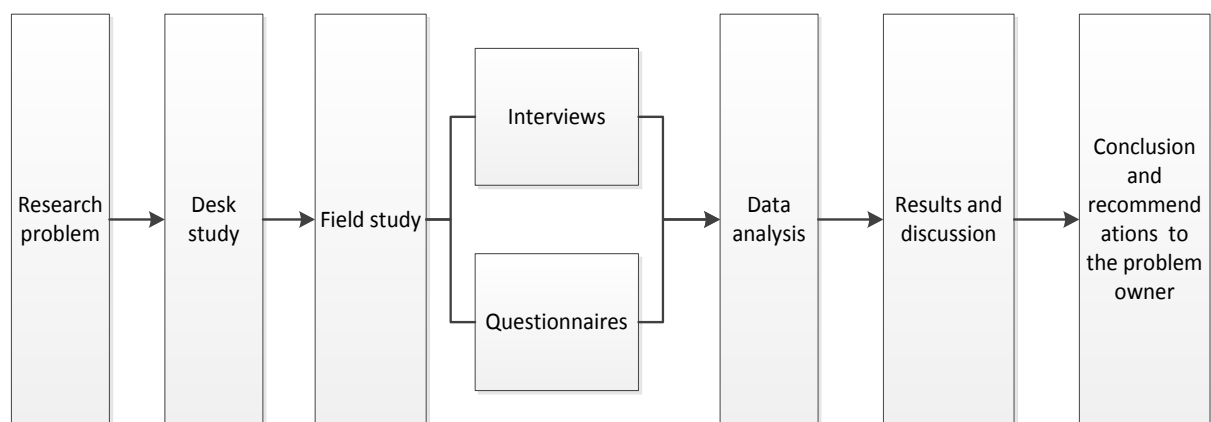 Research
problem
Desk
study
Field study
Interviews
Questionnaires
Data
analysis
Results and
discussion
Conclusion
and
recommend
ations to
the problem
owner